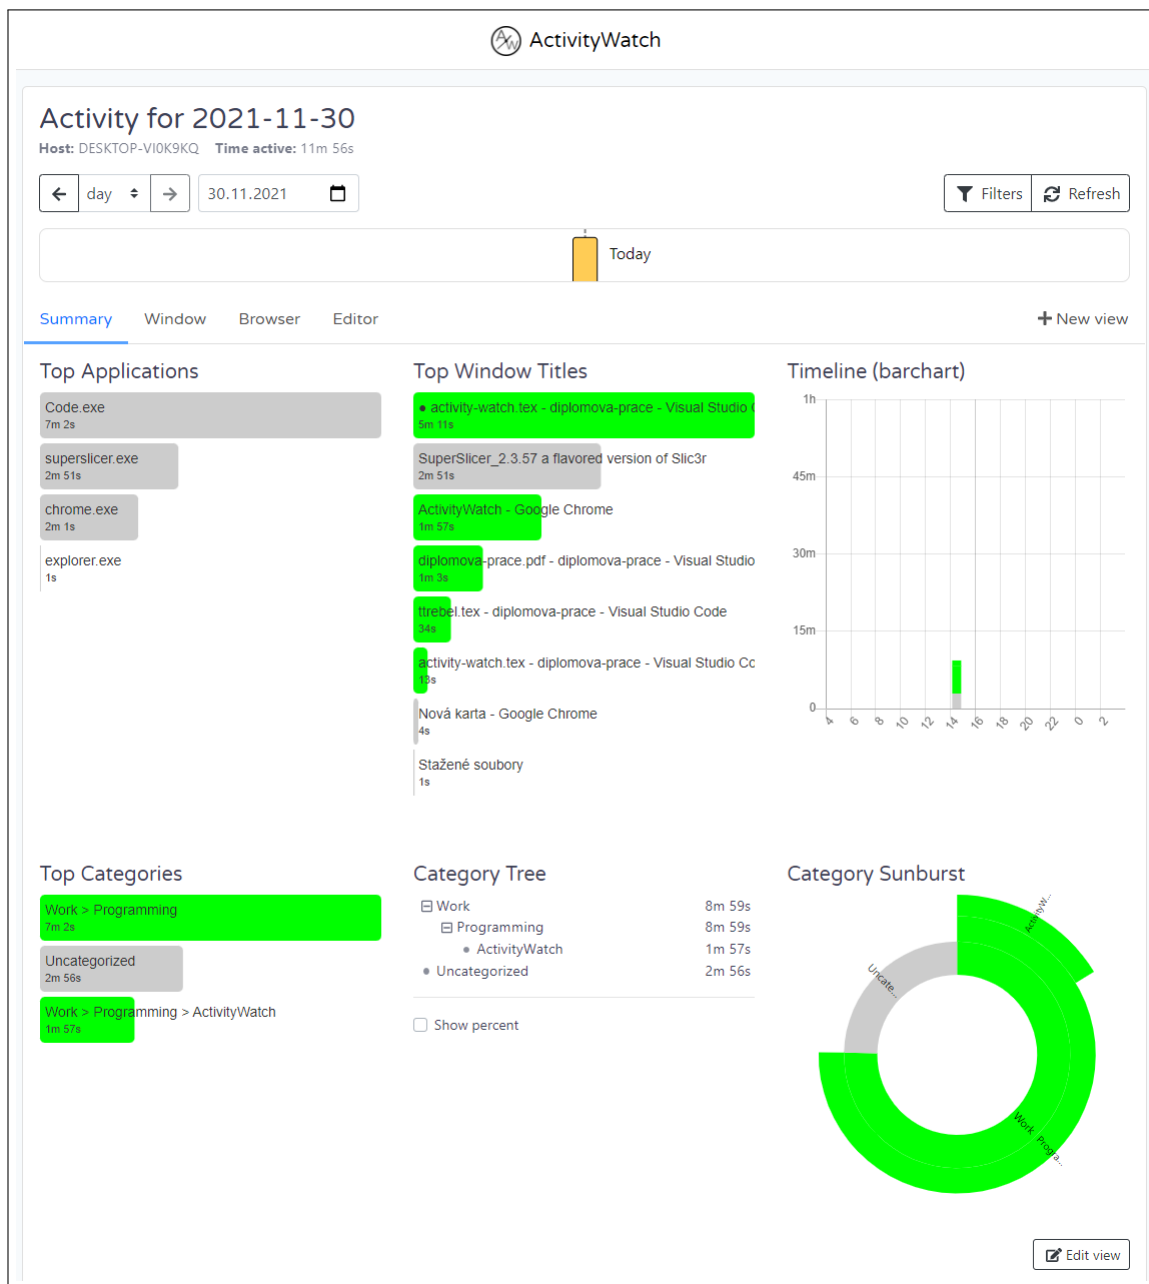 ActivityWatch
Activity for 2021-11-30
Host: DESKTOP-VI0K9KQ Time active: 11m 56s
day
30.11.2021
Filters
Refresh
Today
Summary
Window
Browser
Editor
New view
Top Applications
Code.exe
7m 2s
superslicer.exe
2m 51s
chrome.exe
2m 1s
explorer.exe
1s
Top Window Titles
● activity-watch.tex - diplomova-prace - Visual Studio (
5m 11s
SuperSlicer_2.3.57 a flavored version of Slic3r
2m 51s
ActivityWatch - Google Chrome
1m 57s
diplomova-prace.pdf - diplomova-prace - Visual Studio
1m 3s
ttrebel.tex - diplomova-prace - Visual Studio Code
34s
activity-watch.tex - diplomova-prace - Visual Studio Cc
13s
Nová karta - Google Chrome
4s
Stažené soubory
1s
Timeline (barchart)
1h
45m
30m
15m
0
4 6 8 10 12 14 16 18 20 22 0 2
Top Categories
Work > Programming
7m 2s
Uncategorized
2m 56s
Work > Programming > ActivityWatch
1m 57s
Category Tree
Work 8m 59s
Programming 8m 59s
ActivityWatch 1m 57s
Uncategorized 2m 56s
Show percent
Category Sunburst
ActivityW...
Uncate...
Work
Progra...
Edit view